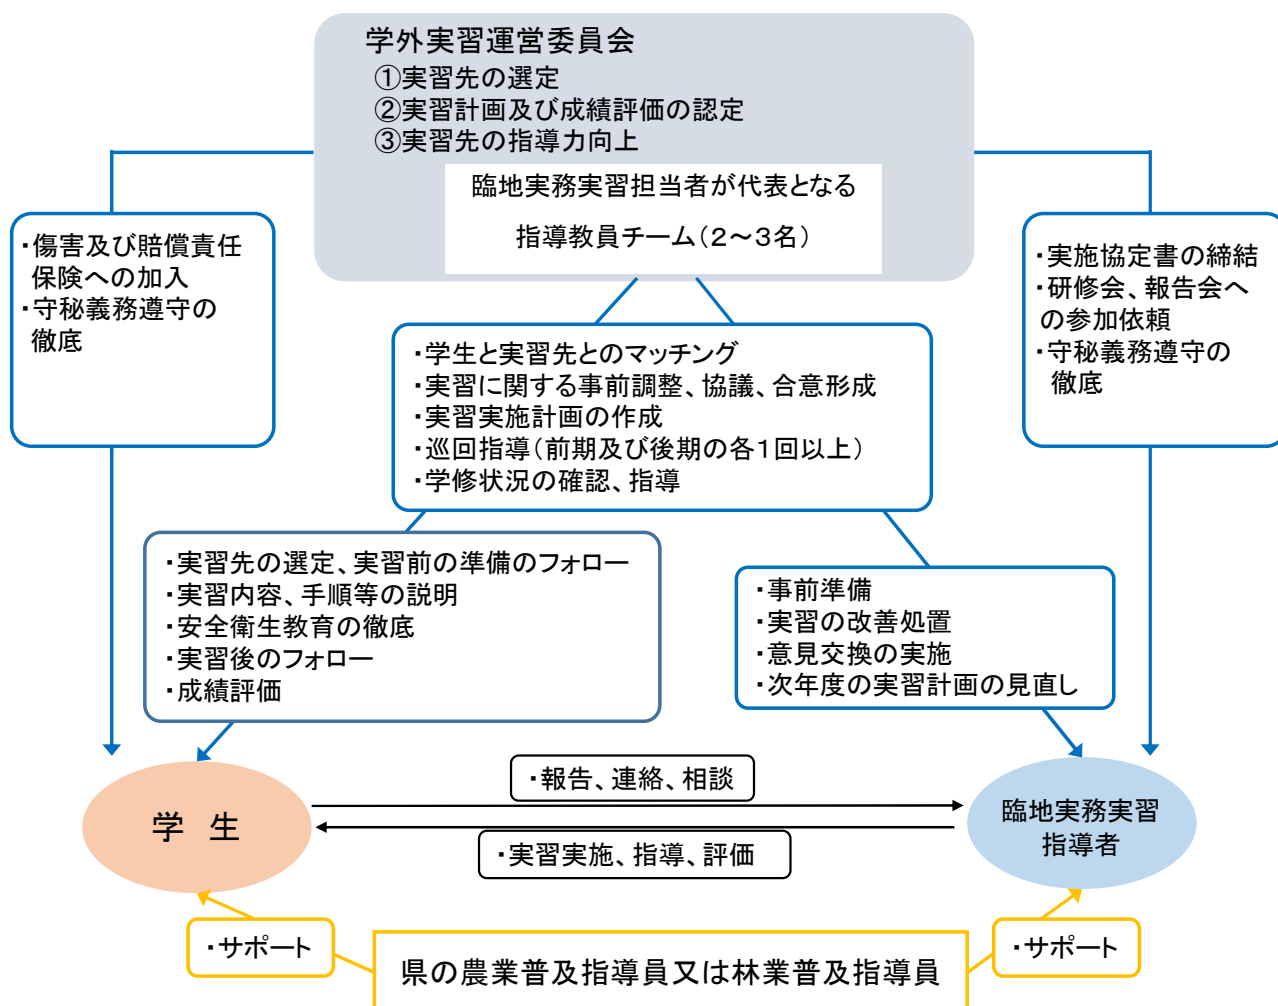 学外実習運営委員会
①実習先の選定
②実習計画及び成績評価の認定
③実習先の指導力向上
臨地実務実習担当者が代表となる
指導教員チーム(2～3名)
・傷害及び賠償責任
保険への加入
・守秘義務遵守の
徹底
・実施協定書の締結
・研修会、報告会へ
の参加依頼
・守秘義務遵守の
徹底
・学生と実習先とのマッチング
・実習に関する事前調整、協議、合意形成
・実習実施計画の作成
・巡回指導(前期及び後期の各1回以上)
・学修状況の確認、指導
・実習先の選定、実習前の準備のフォロー
・実習内容、手順等の説明
・安全衛生教育の徹底
・実習後のフォロー
・成績評価
・事前準備
・実習の改善処置
・意見交換の実施
・次年度の実習計画の見直し
・報告、連絡、相談
学 生
臨地実務実習
指導者
・実習実施、指導、評価
・サポート
・サポート
県の農業普及指導員又は林業普及指導員